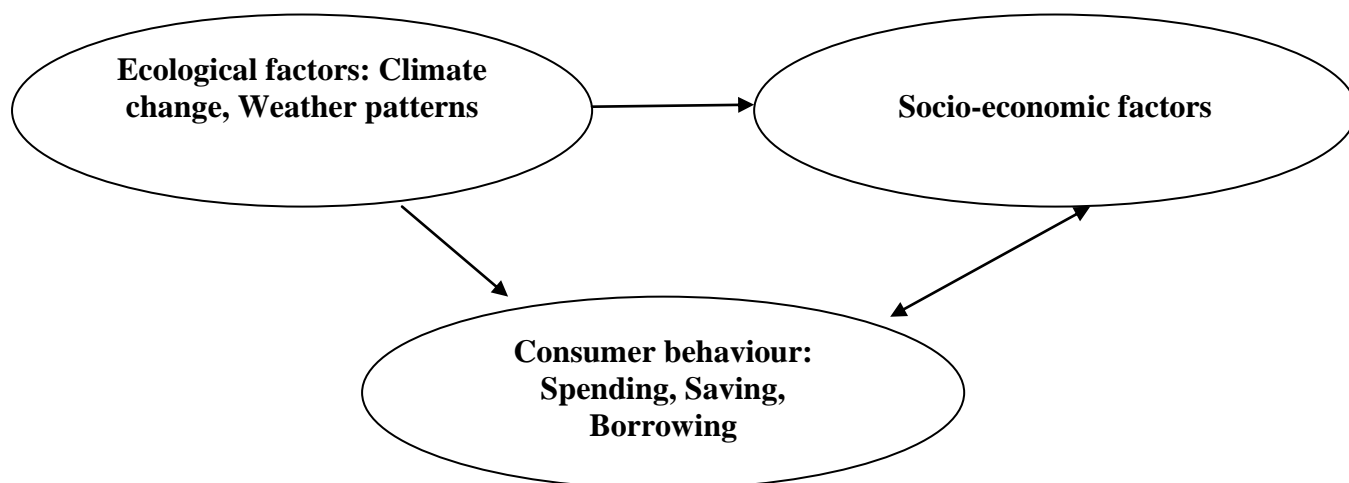 Ecological factors: Climate
change, Weather patterns
Socio-economic factors
Consumer behaviour:
Spending, Saving,
Borrowing